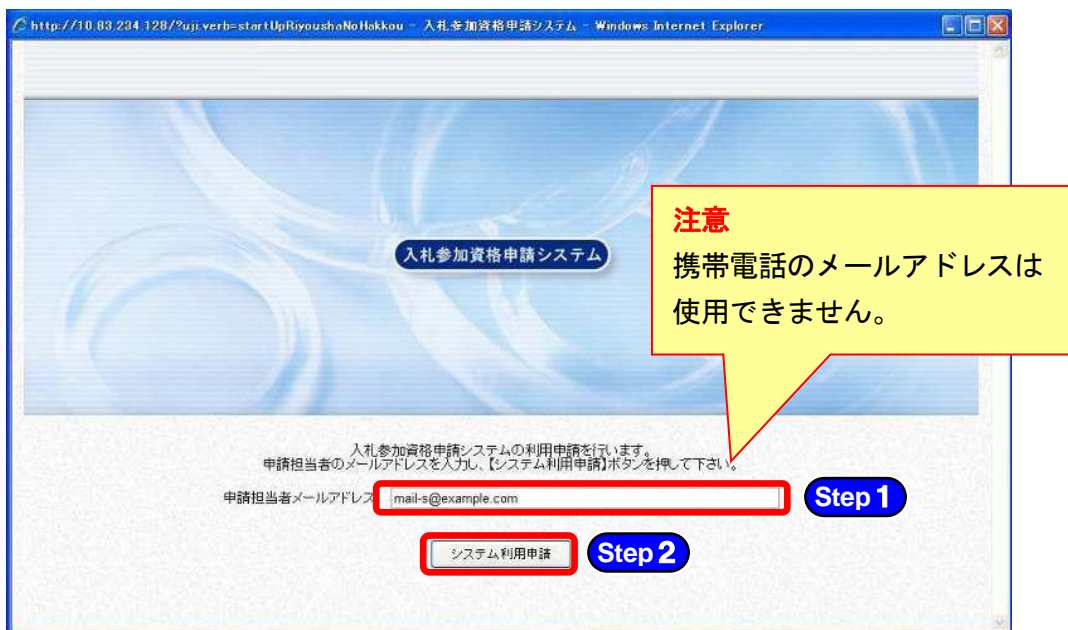 http://10.83.234.128/?uji.verb=startUpRiyoushaNoHakkou - 入札参加資格申請システム - Windows Internet Explorer
注意
携帯電話のメールアドレスは
使用できません。
入札参加資格申請システム
入札参加資格申請システムの利用申請を行います。
申請担当者のメールアドレスを入力し、【システム利用申請】ボタンを押して下さい。
申請担当者メールアドレス mail-s@example.com Step 1
システム利用申請 Step 2